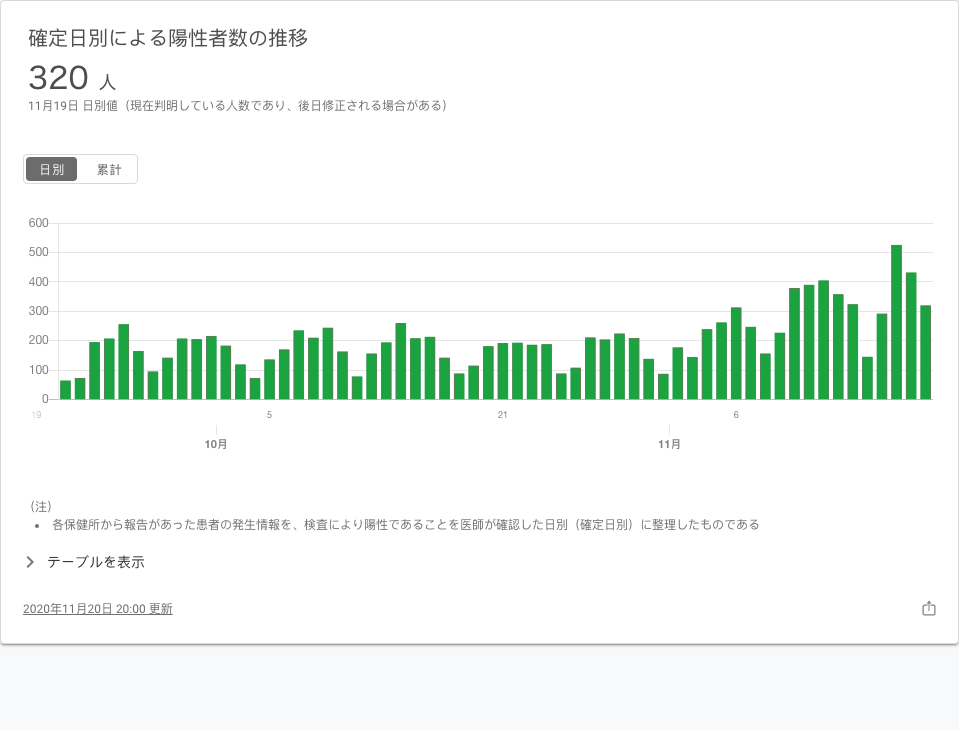 確定日別による陽性者数の推移
320 人
11月19日 日別値（現在判明している人数であり、後日修正される場合がある）
日別 累計
600
500
400
300
200
100
0
19 5 21 6
10月 11月
（注）
• 各保健所から報告があった患者の発生情報を、検査により陽性であることを医師が確認した日別（確定日別）に整理したものである
テーブルを表示
2020年11月20日 20:00 更新